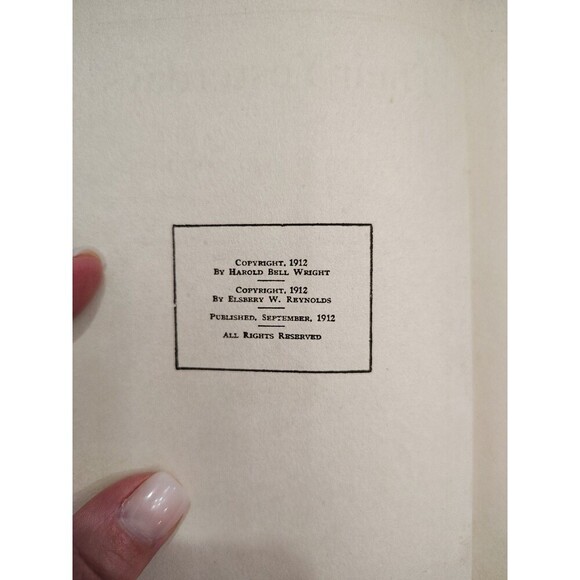 COPYRIGHT, 1912
BY HAROLD BELL WRIGHT
COPYRIGHT, 1912
BY ELSBERY W. REYNOLDS
PUBLISHED, SEPTEMBER, 1912
ALL RIGHTS RESERVED